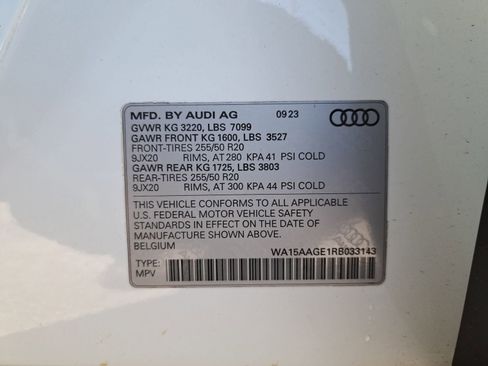 MFD. BY AUDI AG 09 23
GVWR KG 3220, LBS 7099
GAWR FRONT KG 1600, LBS 3527
FRONT-TIRES 255/50 R20
9JX20 RIMS, AT 280 KPA 41 PSI COLD
GAWR REAR KG 1725, LBS 3803
REAR-TIRES 255/50 R20
9JX20 RIMS, AT 300 KPA 44 PSI COLD
THIS VEHICLE CONFORMS TO ALL APPLICABLE
U.S. FEDERAL MOTOR VEHICLE SAFETY
STANDARDS IN EFFECT ON THE DATE OF
MANUFACTURE SHOWN ABOVE.
BELGIUM
WA15AAGE1RB033143
TYPE:
MPV